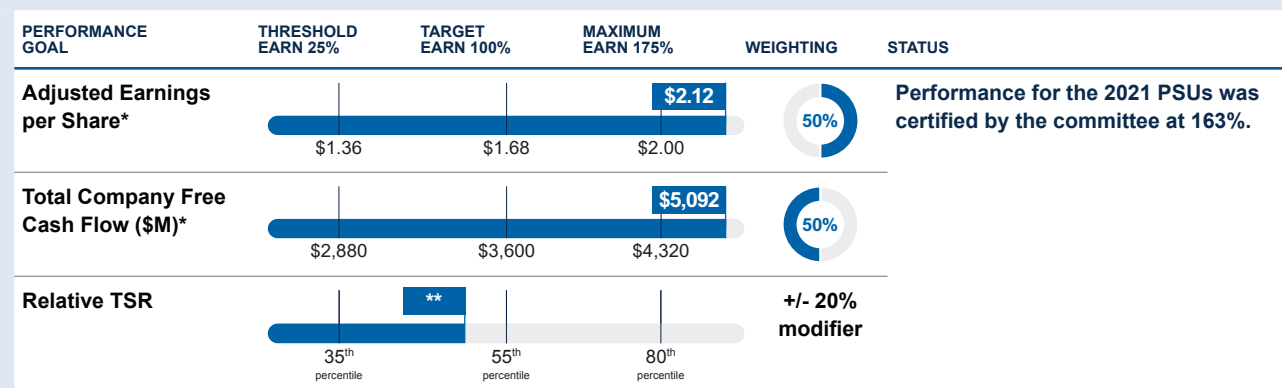 PERFORMANCE
GOAL
THRESHOLD
EARN 25%
TARGET
EARN 100%
MAXIMUM
EARN 175%
WEIGHTING
STATUS
Adjusted Earnings
per Share*
$2.12
$1.36
$1.68
$2.00
50%
Performance for the 2021 PSUs was
certified by the committee at 163%.
Total Company Free
Cash Flow ($M)*
$5,092
$2,880
$3,600
$4,320
50%
Relative TSR
**
35th
percentile
55th
percentile
80th
percentile
+/- 20%
modifier